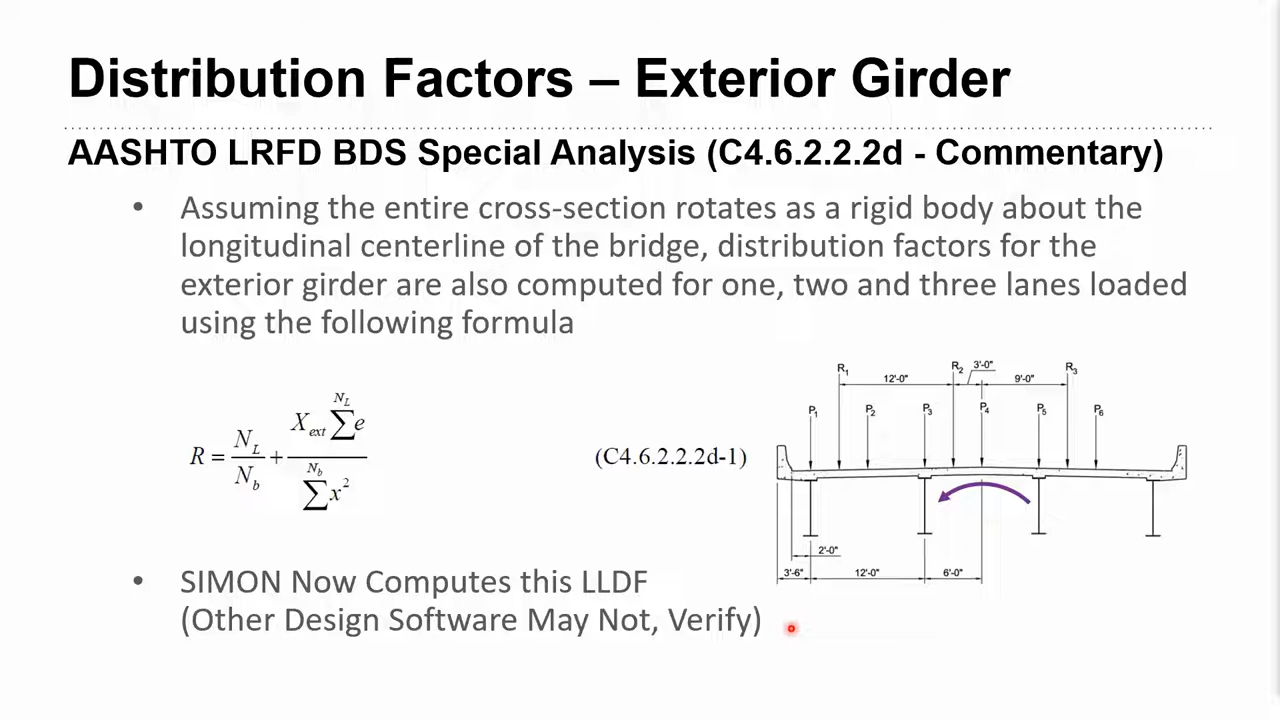 Distribution Factors – Exterior Girder
AASHTO LRFD BDS Special Analysis (C4.6.2.2.2d - Commentary)
• Assuming the entire cross-section rotates as a rigid body about the
longitudinal centerline of the bridge, distribution factors for the
exterior girder are also computed for one, two and three lanes loaded
using the following formula
R = N_L/N_b + X_ext ∑^{N_L} e / ∑^{N_b} x²
(C4.6.2.2.2d-1)
R₁ R₂ 3'-0" R₃
12'-0" 9'-0"
P₁ P₂ P₃ P₄ P₅ P₆
2'-0"
3'-6" 12'-0" 6'-0"
• SIMON Now Computes this LLDF
(Other Design Software May Not, Verify)